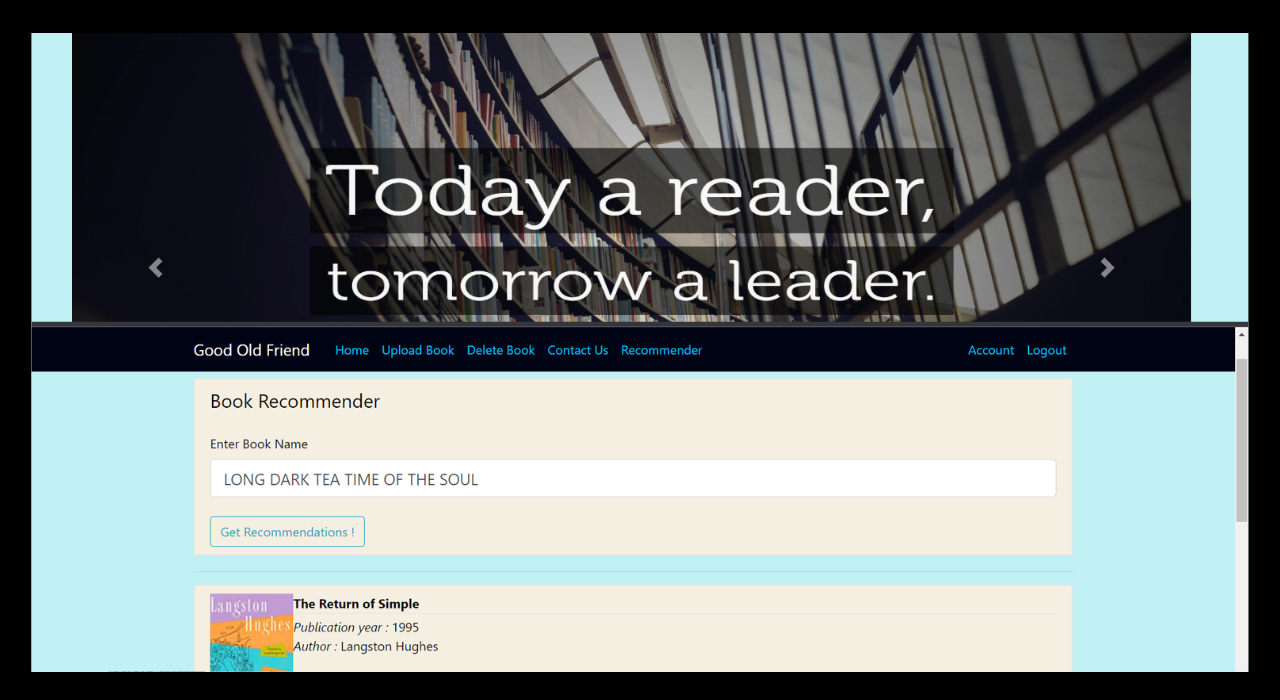 Today a reader,
tomorrow a leader.
Good Old Friend Home Upload Book Delete Book Contact Us Recommender Account Logout
Book Recommender
Enter Book Name
LONG DARK TEA TIME OF THE SOUL
Get Recommendations !
Langston
Hughes
The Return of Simple
Publication year : 1995
Author : Langston Hughes